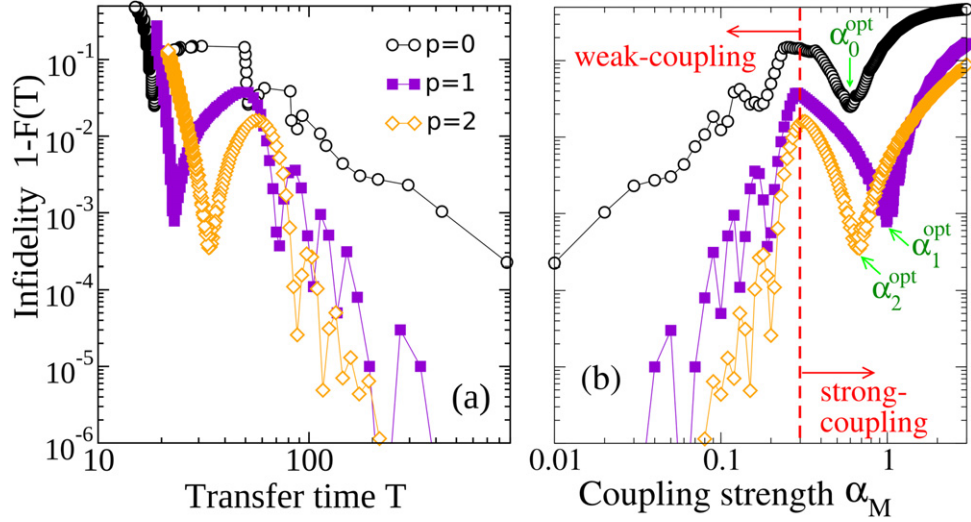 10^-1
10^-2
10^-3
10^-4
10^-5
10^-6
Infidelity 1-F(T)
p=0
p=1
p=2
(a)
10
100
Transfer time T
weak-coupling
α_0^opt
α_1^opt
α_2^opt
(b)
strong-
coupling
0.01
0.1
1
Coupling strength α_M